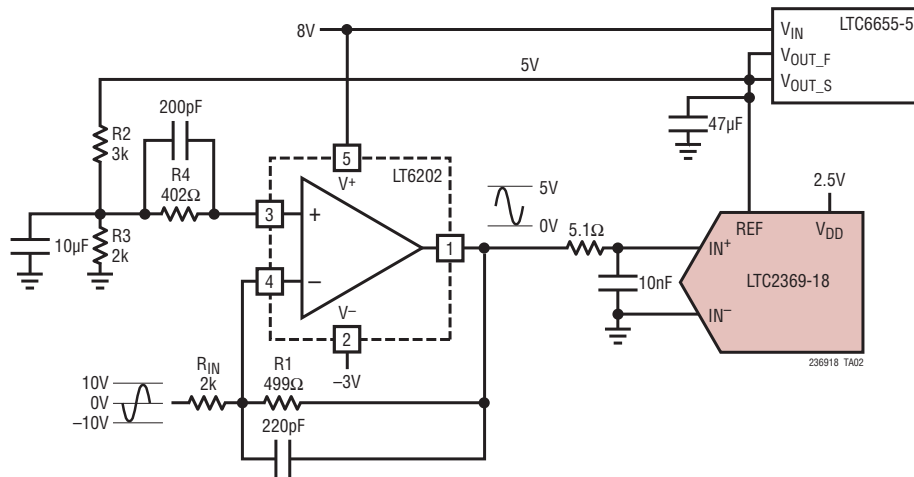 8V
V_IN
LTC6655-5
V_OUT_F
5V
V_OUT_S
200pF
47µF
R2
3k
R4
402Ω
5
V+
LT6202
5V
0V
2.5V
3
+
REF
V_DD
10µF
R3
2k
1
5.1Ω
IN+
4
–
10nF
LTC2369-18
V–
IN–
2
236918 TA02
–3V
10V
0V
–10V
R_IN
2k
R1
499Ω
220pF